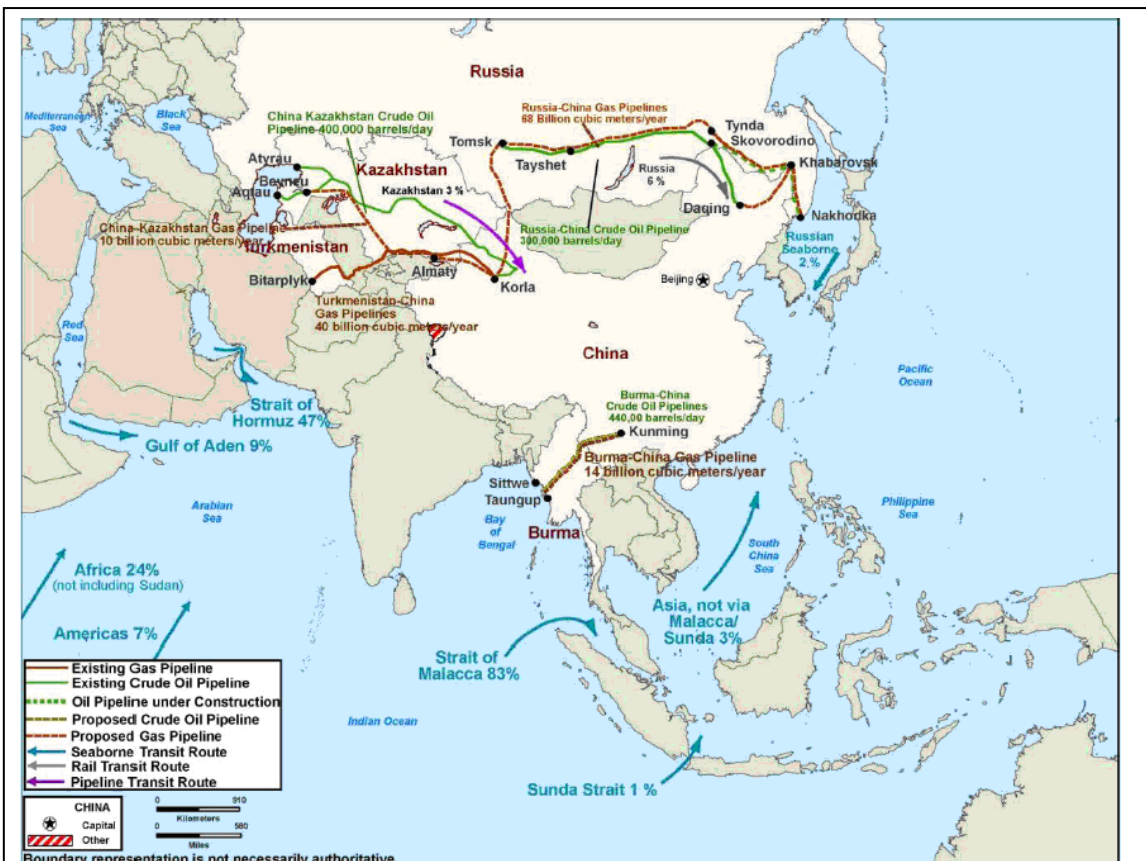 Russia
Mediterranean
Sea
Black
Sea
China Kazakhstan Crude Oil
Pipeline 400,000 barrels/day
Russia-China Gas Pipelines
68 Billion cubic meters/year
Tynda
Skovorodino
Tomsk
Tayshet
Khabarovsk
Atyrau
Beyneu
Aqtau
Kazakhstan
Kazakhstan 3 %
Russia
6 %
Daqing
Nakhodka
China-Kazakhstan Gas Pipeline
10 billion cubic meters/year
Turkmenistan
Russia-China Crude Oil Pipeline
300,000 barrels/day
Russian
Seaborne
2 %
Almaty
Bitarplyk
Korla
Beijing
Turkmenistan-China
Gas Pipelines
40 billion cubic meters/year
Red
Sea
China
Pacific
Ocean
Strait of
Hormuz 47%
Gulf of Aden 9%
Burma-China
Crude Oil Pipelines
440,00 barrels/day
Kunming
Burma-China Gas Pipeline
14 billion cubic meters/year
Sittwe
Taungup
Arabian
Sea
Bay
of
Bengal
Burma
Philippine
Sea
South
China
Sea
Africa 24%
(not including Sudan)
Americas 7%
Asia, not via
Malacca/
Sunda 3%
Strait of
Malacca 83%
Indian Ocean
Sunda Strait 1 %
Existing Gas Pipeline
Existing Crude Oil Pipeline
Oil Pipeline under Construction
Proposed Crude Oil Pipeline
Proposed Gas Pipeline
Seaborne Transit Route
Rail Transit Route
Pipeline Transit Route
CHINA
Capital
Other
0 910
Kilometers
0 580
Miles
Boundary representation is not necessarily authoritative